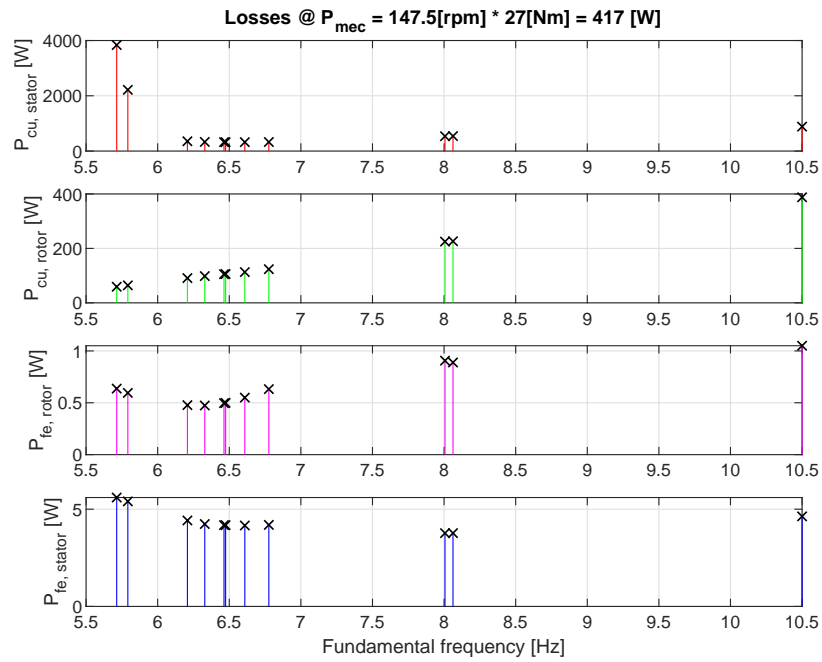 Losses @ P_mec = 147.5[rpm] * 27[Nm] = 417 [W]
P_cu, stator [W]
4000
2000
0
5.5 6 6.5 7 7.5 8 8.5 9 9.5 10 10.5
P_cu, rotor [W]
400
200
0
5.5 6 6.5 7 7.5 8 8.5 9 9.5 10 10.5
P_fe, rotor [W]
1
0.5
0
5.5 6 6.5 7 7.5 8 8.5 9 9.5 10 10.5
P_fe, stator [W]
5
0
5.5 6 6.5 7 7.5 8 8.5 9 9.5 10 10.5
Fundamental frequency [Hz]